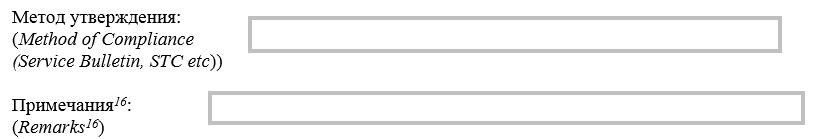 Метод утверждения:
(Method of Compliance
(Service Bulletin, STC etc))
Примечания16:
(Remarks16)